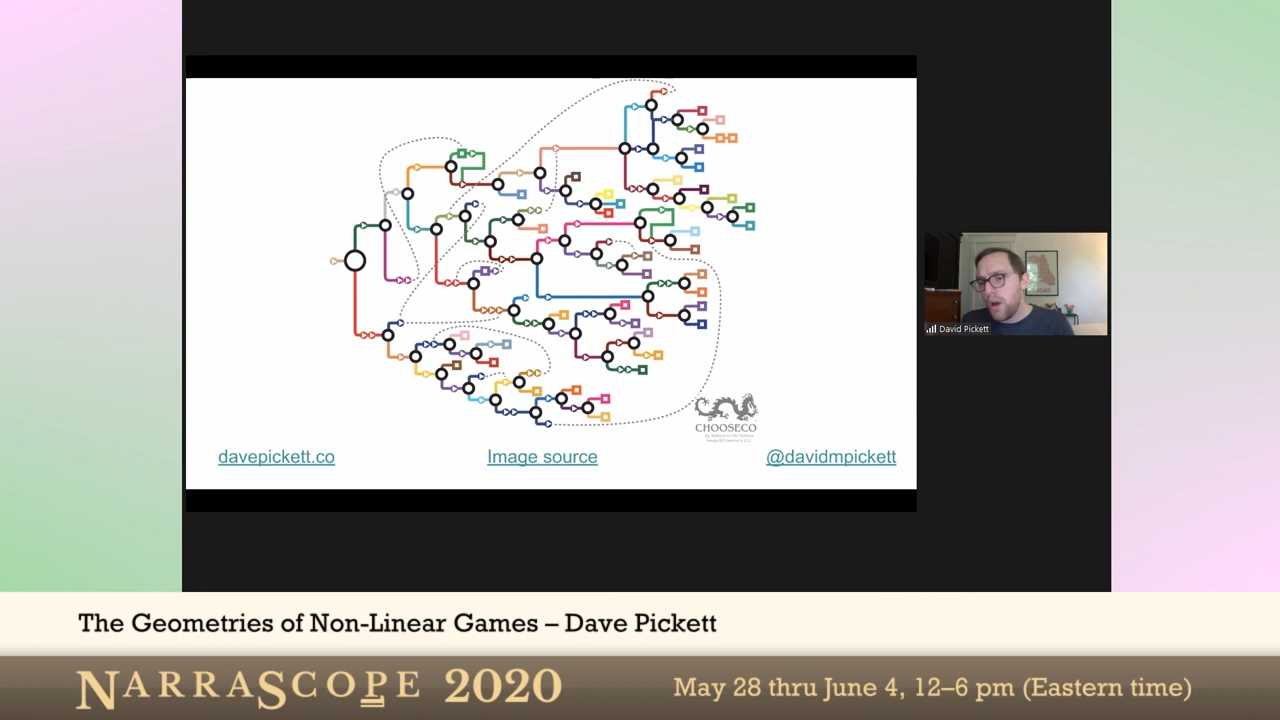 CHOOSECO
davepickett.co
Image source
@davidmpickett
David Pickett
The Geometries of Non-Linear Games – Dave Pickett
NARRASCOPE 2020
May 28 thru June 4, 12–6 pm (Eastern time)